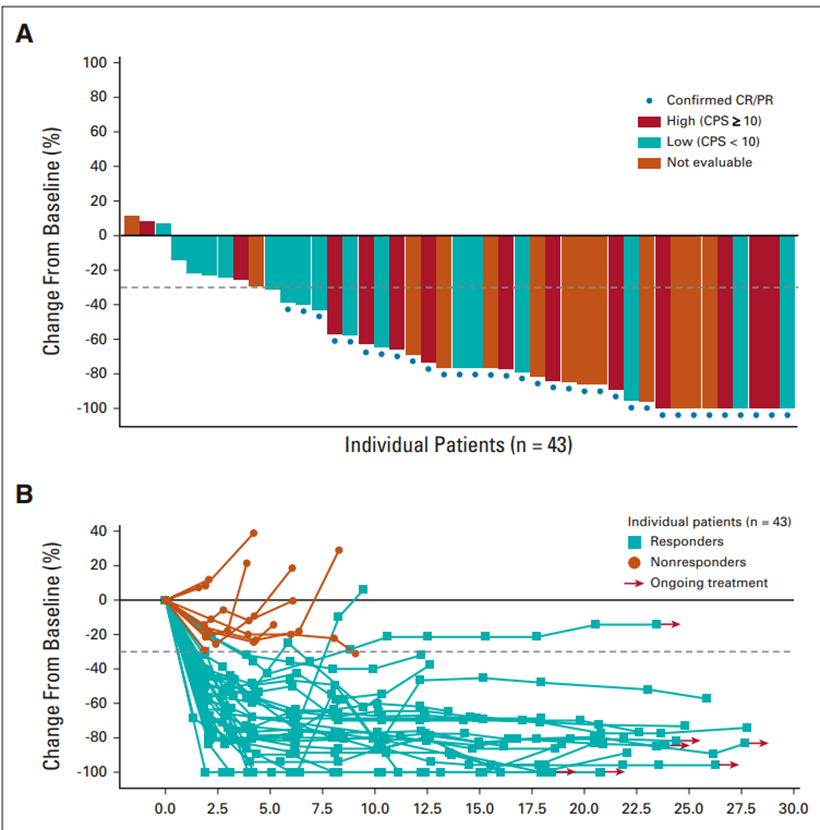 A
100
80
60
40
20
0
-20
-40
-60
-80
-100
Change From Baseline (%)
Confirmed CR/PR
High (CPS ≥ 10)
Low (CPS < 10)
Not evaluable
Individual Patients (n = 43)
B
40
20
0
-20
-40
-60
-80
-100
Change From Baseline (%)
Individual patients (n = 43)
Responders
Nonresponders
Ongoing treatment
0.0 2.5 5.0 7.5 10.0 12.5 15.0 17.5 20.0 22.5 25.0 27.5 30.0